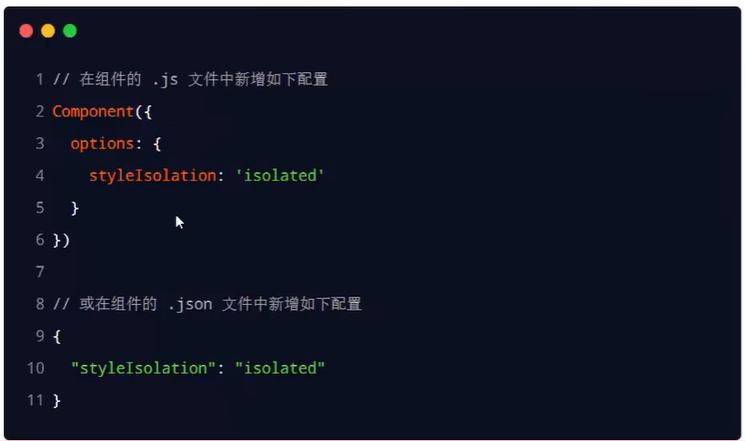 1 // 在组件的 .js 文件中新增如下配置
2 Component({
3   options: {
4     styleIsolation: 'isolated'
5   }
6 })
7
8 // 或在组件的 .json 文件中新增如下配置
9 {
10   "styleIsolation": "isolated"
11 }